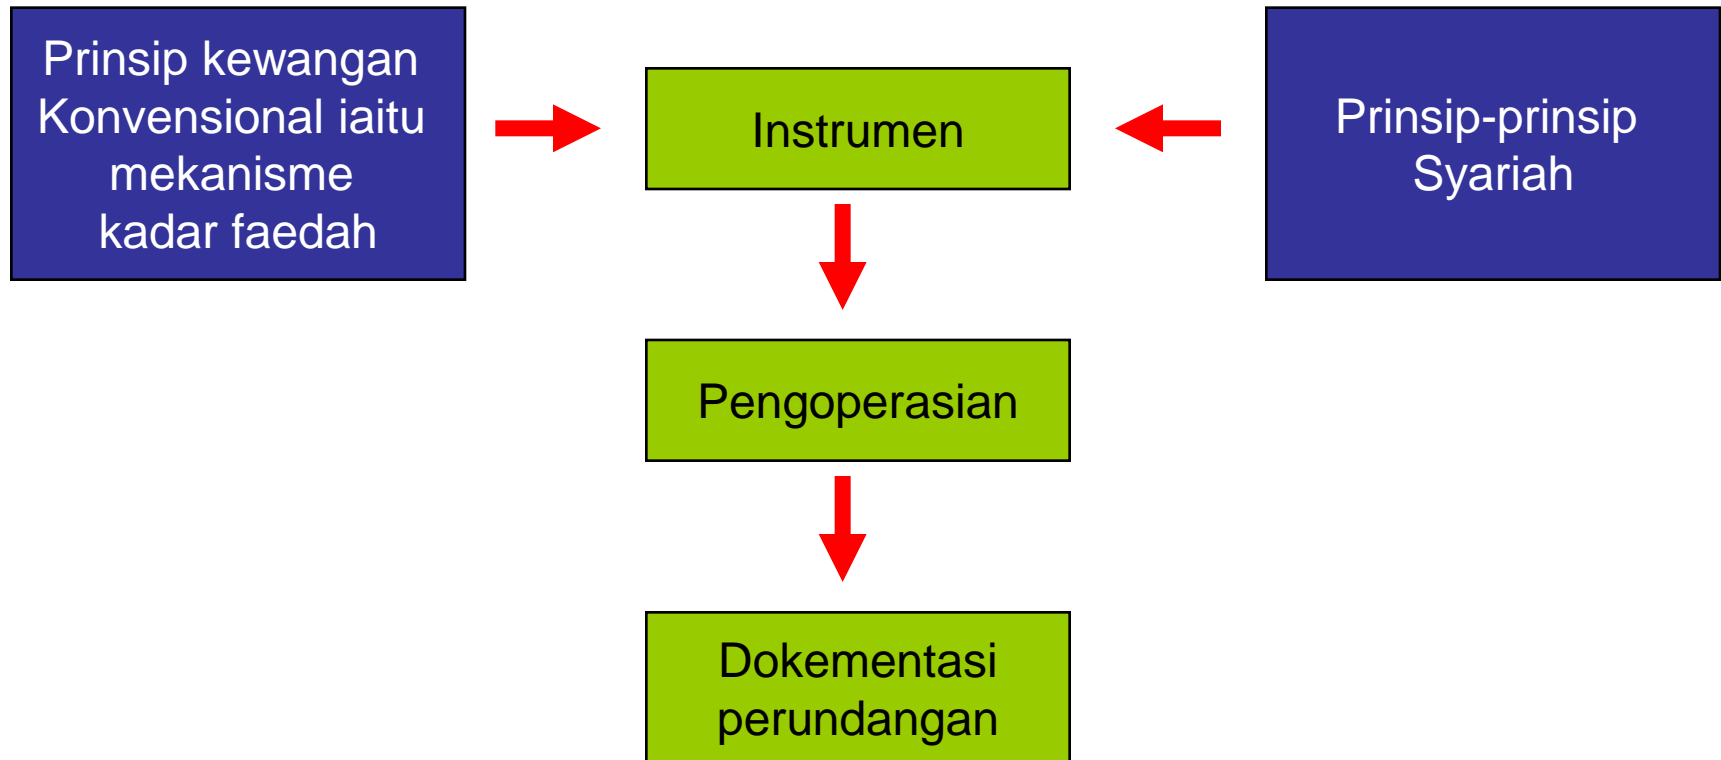 Prinsip kewangan
Konvensional iaitu
mekanisme
kadar faedah
Instrumen
Prinsip-prinsip
Syariah
Pengoperasian
Dokementasi
perundangan